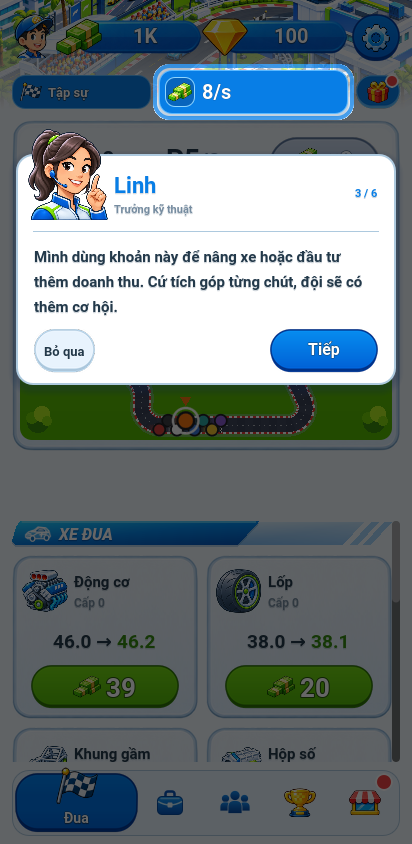 1K
100
Tập sự
8/s
Linh
Trưởng kỹ thuật
3 / 6
Mình dùng khoản này để nâng xe hoặc đầu tư
thêm doanh thu. Cứ tích góp từng chút, đội sẽ có
thêm cơ hội.
Bỏ qua
Tiếp
XE ĐUA
Động cơ
Cấp 0
46.0 → 46.2
39
Lốp
Cấp 0
38.0 → 38.1
20
Khung gầm
Hộp số
Đua